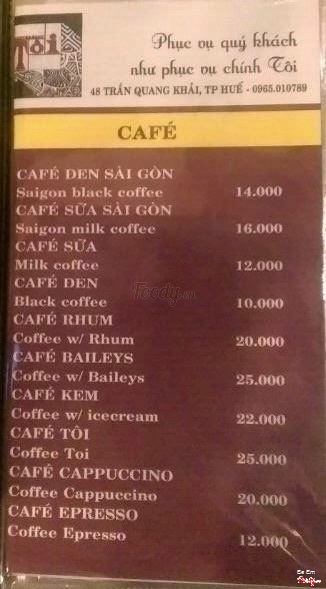 Tôi
Phục vụ quý khách
như phục vụ chính Tôi
48 TRẦN QUANG KHẢI, TP HUẾ - 0965.010789
CAFÉ
CAFÉ DEN SÀI GÒN
Saigon black coffee 14.000
CAFÉ SỮA SÀI GÒN
Saigon milk coffee 16.000
CAFÉ SỮA
Milk coffee 12.000
CAFÉ DEN
Black coffee 10.000
CAFÉ RHUM
Coffee w/ Rhum 20.000
CAFÉ BAILEYS
Coffee w/ Baileys 25.000
CAFÉ KEM
Coffee w/ icecream 22.000
CAFÉ TÔI
Coffee Toi 25.000
CAFÉ CAPPUCCINO
Coffee Cappuccino 20.000
CAFÉ EPRESSO
Coffee Epresso 12.000
Foody.vn
Be Em